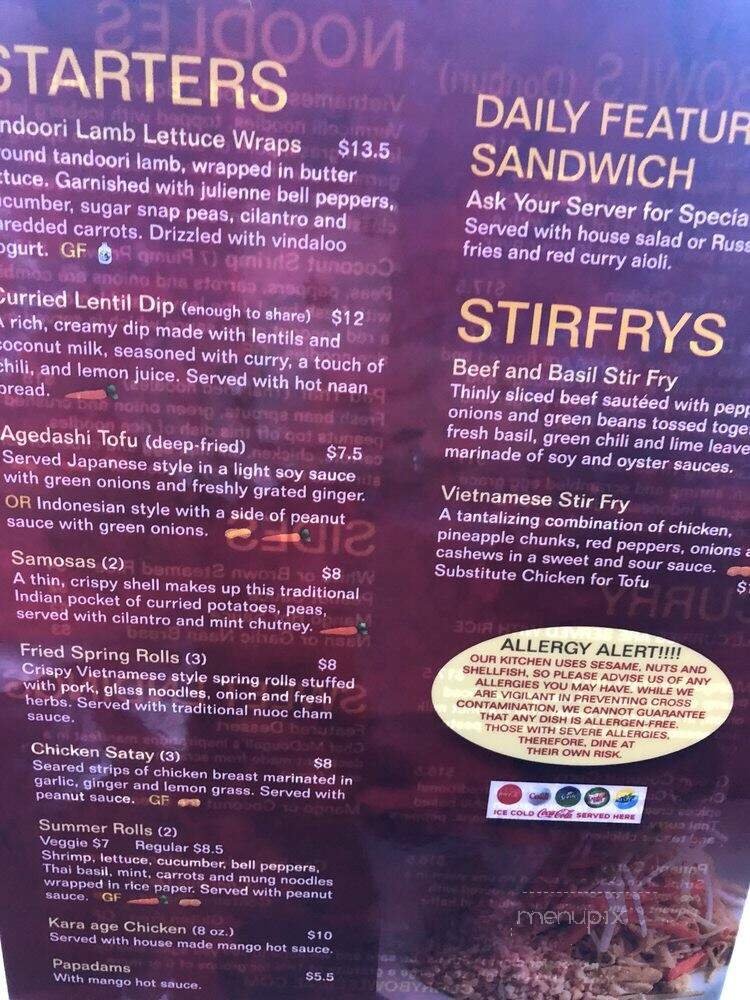 STARTERS
ndoori Lamb Lettuce Wraps $13.5
round tandoori lamb, wrapped in butter
ttuce. Garnished with julienne bell peppers,
cumber, sugar snap peas, cilantro and
hredded carrots. Drizzled with vindaloo
ogurt. GF
Curried Lentil Dip (enough to share) $12
A rich, creamy dip made with lentils and
coconut milk, seasoned with curry, a touch of
chili, and lemon juice. Served with hot naan
bread.
Agedashi Tofu (deep-fried) $7.5
Served Japanese style in a light soy sauce
with green onions and freshly grated ginger.
OR Indonesian style with a side of peanut
sauce with green onions.
Samosas (2) $8
A thin, crispy shell makes up this traditional
Indian pocket of curried potatoes, peas,
served with cilantro and mint chutney.
Fried Spring Rolls (3) $8
Crispy Vietnamese style spring rolls stuffed
with pork, glass noodles, onion and fresh
herbs. Served with traditional nuoc cham
sauce.
Chicken Satay (3) $8
Seared strips of chicken breast marinated in
garlic, ginger and lemon grass. Served with
peanut sauce. GF
Summer Rolls (2)
Veggie $7 Regular $8.5
Shrimp, lettuce, cucumber, bell peppers,
Thai basil, mint, carrots and mung noodles
wrapped in rice paper. Served with peanut
sauce. GF
Kara age Chicken (8 oz.) $10
Served with house made mango hot sauce.
Papadams $5.5
With mango hot sauce.
DAILY FEATUR
SANDWICH
Ask Your Server for Specia
Served with house salad or Russ
fries and red curry aioli.
STIRFRYS
Beef and Basil Stir Fry
Thinly sliced beef sautéed with pepp
onions and green beans tossed toge
fresh basil, green chili and lime leave
marinade of soy and oyster sauces.
Vietnamese Stir Fry
A tantalizing combination of chicken,
pineapple chunks, red peppers, onions a
cashews in a sweet and sour sauce.
Substitute Chicken for Tofu
ALLERGY ALERT!!!!
OUR KITCHEN USES SESAME, NUTS AND
SHELLFISH, SO PLEASE ADVISE US OF ANY
ALLERGIES YOU MAY HAVE. WHILE WE
ARE VIGILANT IN PREVENTING CROSS
CONTAMINATION, WE CANNOT GUARANTEE
THAT ANY DISH IS ALLERGEN-FREE.
THOSE WITH SEVERE ALLERGIES,
THEREFORE, DINE AT
THEIR OWN RISK.
ICE COLD Coca-Cola SERVED HERE
menupix